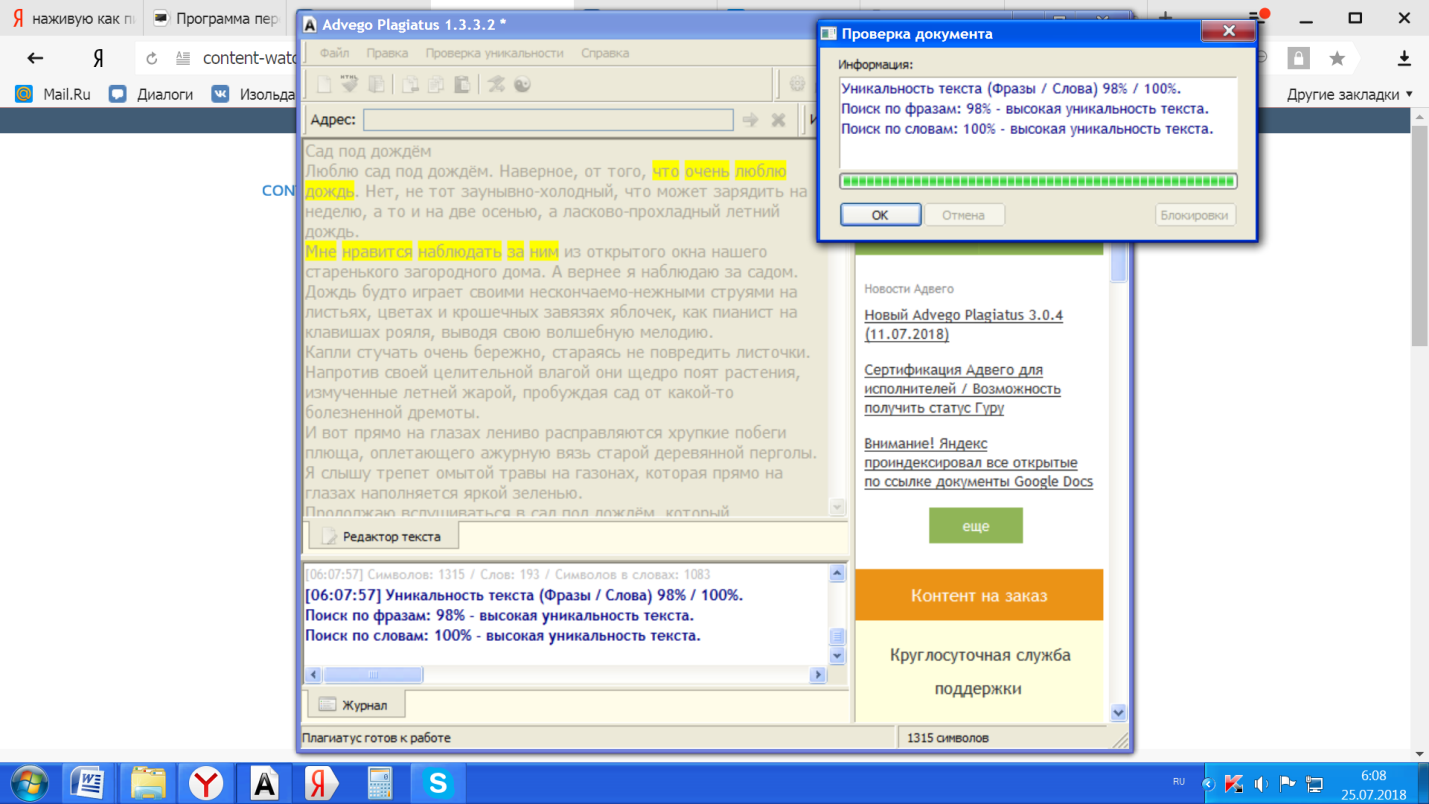 наживую как п
Программа пер
Advego Plagiatus 1.3.3.2 *
Файл Правка Проверка уникальности Справка
content-watc
Mail.Ru Диалоги Изольда
Другие закладки
Адрес:
CON
Сад под дождём
Люблю сад под дождём. Наверное, от того, что очень люблю
дождь. Нет, не тот заунывно-холодный, что может зарядить на
неделю, а то и на две осенью, а ласково-прохладный летний
дождь.
Мне нравится наблюдать за ним из открытого окна нашего
старенького загородного дома. А вернее я наблюдаю за садом.
Дождь будто играет своими нескончаемо-нежными струями на
листьях, цветах и крошечных завязях яблочек, как пианист на
клавишах рояля, выводя свою волшебную мелодию.
Капли стучать очень бережно, стараясь не повредить листочки.
Напротив своей целительной влагой они щедро поят растения,
измученные летней жарой, пробуждая сад от какой-то
болезненной дремоты.
И вот прямо на глазах лениво расправляются хрупкие побеги
плюща, оплетающего ажурную вязь старой деревянной перголы.
Я слышу трепет омытой травы на газонах, которая прямо на
глазах наполняется яркой зеленью.
Продолжаю вслушиваться в сад под дождём, который
Редактор текста
[06:07:57] Символов: 1315 / Слов: 193 / Символов в словах: 1083
[06:07:57] Уникальность текста (Фразы / Слова) 98% / 100%.
Поиск по фразам: 98% - высокая уникальность текста.
Поиск по словам: 100% - высокая уникальность текста.
Журнал
Плагиатус готов к работе
1315 символов
Проверка документа
Информация:
Уникальность текста (Фразы / Слова) 98% / 100%.
Поиск по фразам: 98% - высокая уникальность текста.
Поиск по словам: 100% - высокая уникальность текста.
OK Отмена Блокировки
Новости Адвего
Новый Advego Plagiatus 3.0.4
(11.07.2018)
Сертификация Адвего для
исполнителей / Возможность
получить статус Гуру
Внимание! Яндекс
проиндексировал все открытые
по ссылке документы Google Docs
еще
Контент на заказ
Круглосуточная служба
поддержки
RU
6:08
25.07.2018